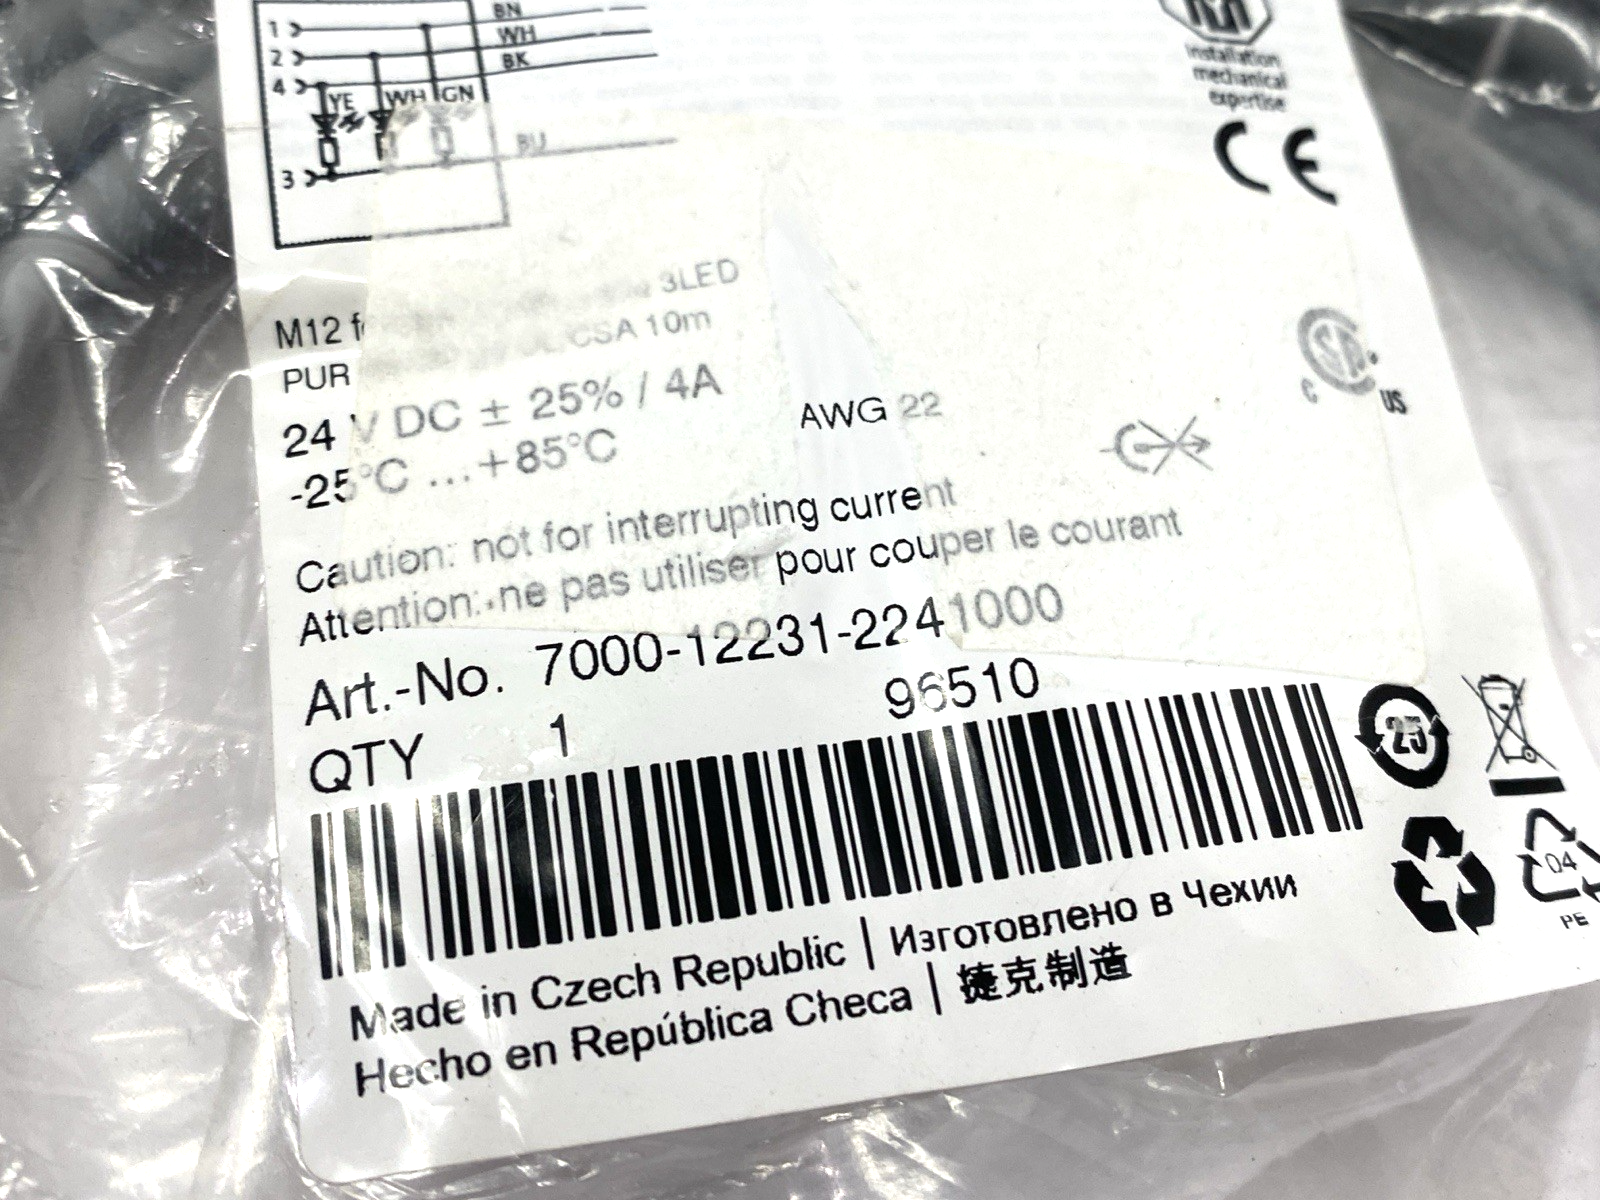 BN
1 WH
2 BK
4
YE WH GN
BU
3
installation
mechanical
expertise
CE
3LED
M12
CSA 10m
PUR
24 V DC ± 25% / 4A
AWG 22
-25°C ... +85°C
C US
Caution: not for interrupting current
Attention: ne pas utiliser pour couper le courant
Art.-No. 7000-12231-2241000
QTY 1 96510
25
04
PE
Made in Czech Republic | Изготовлено в Чехии
Hecho en República Checa | 捷克制造